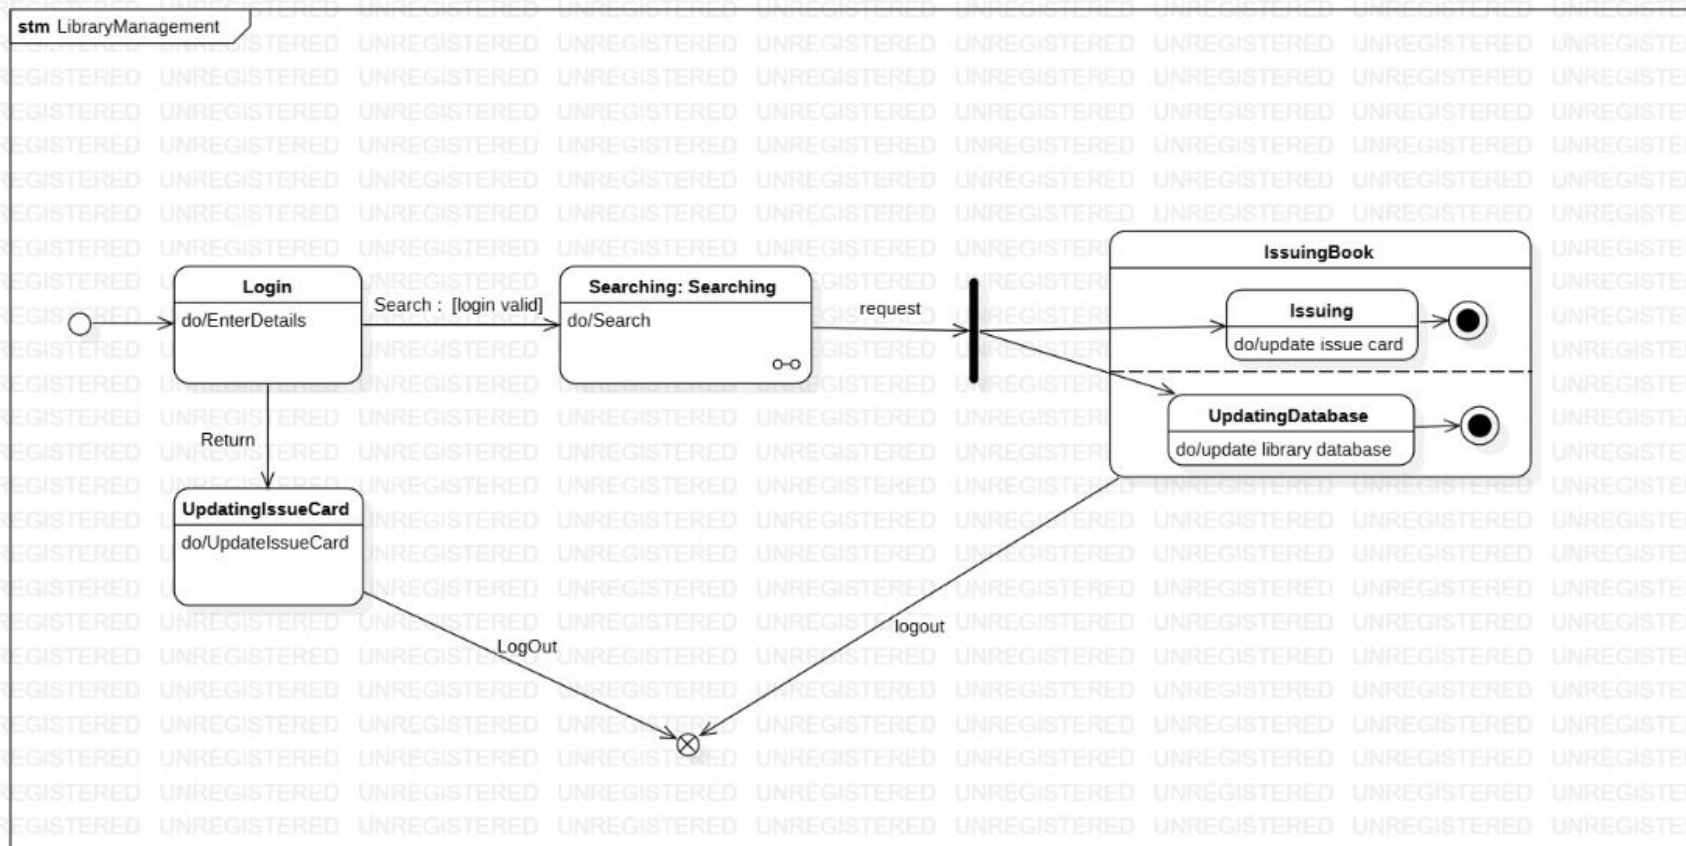 stm LibraryManagement
Login
do/EnterDetails
Search : [login valid]
Searching: Searching
do/Search
request
IssuingBook
Issuing
do/update issue card
UpdatingDatabase
do/update library database
Return
UpdatingIssueCard
do/UpdateIssueCard
LogOut
logout
UNREGISTERED